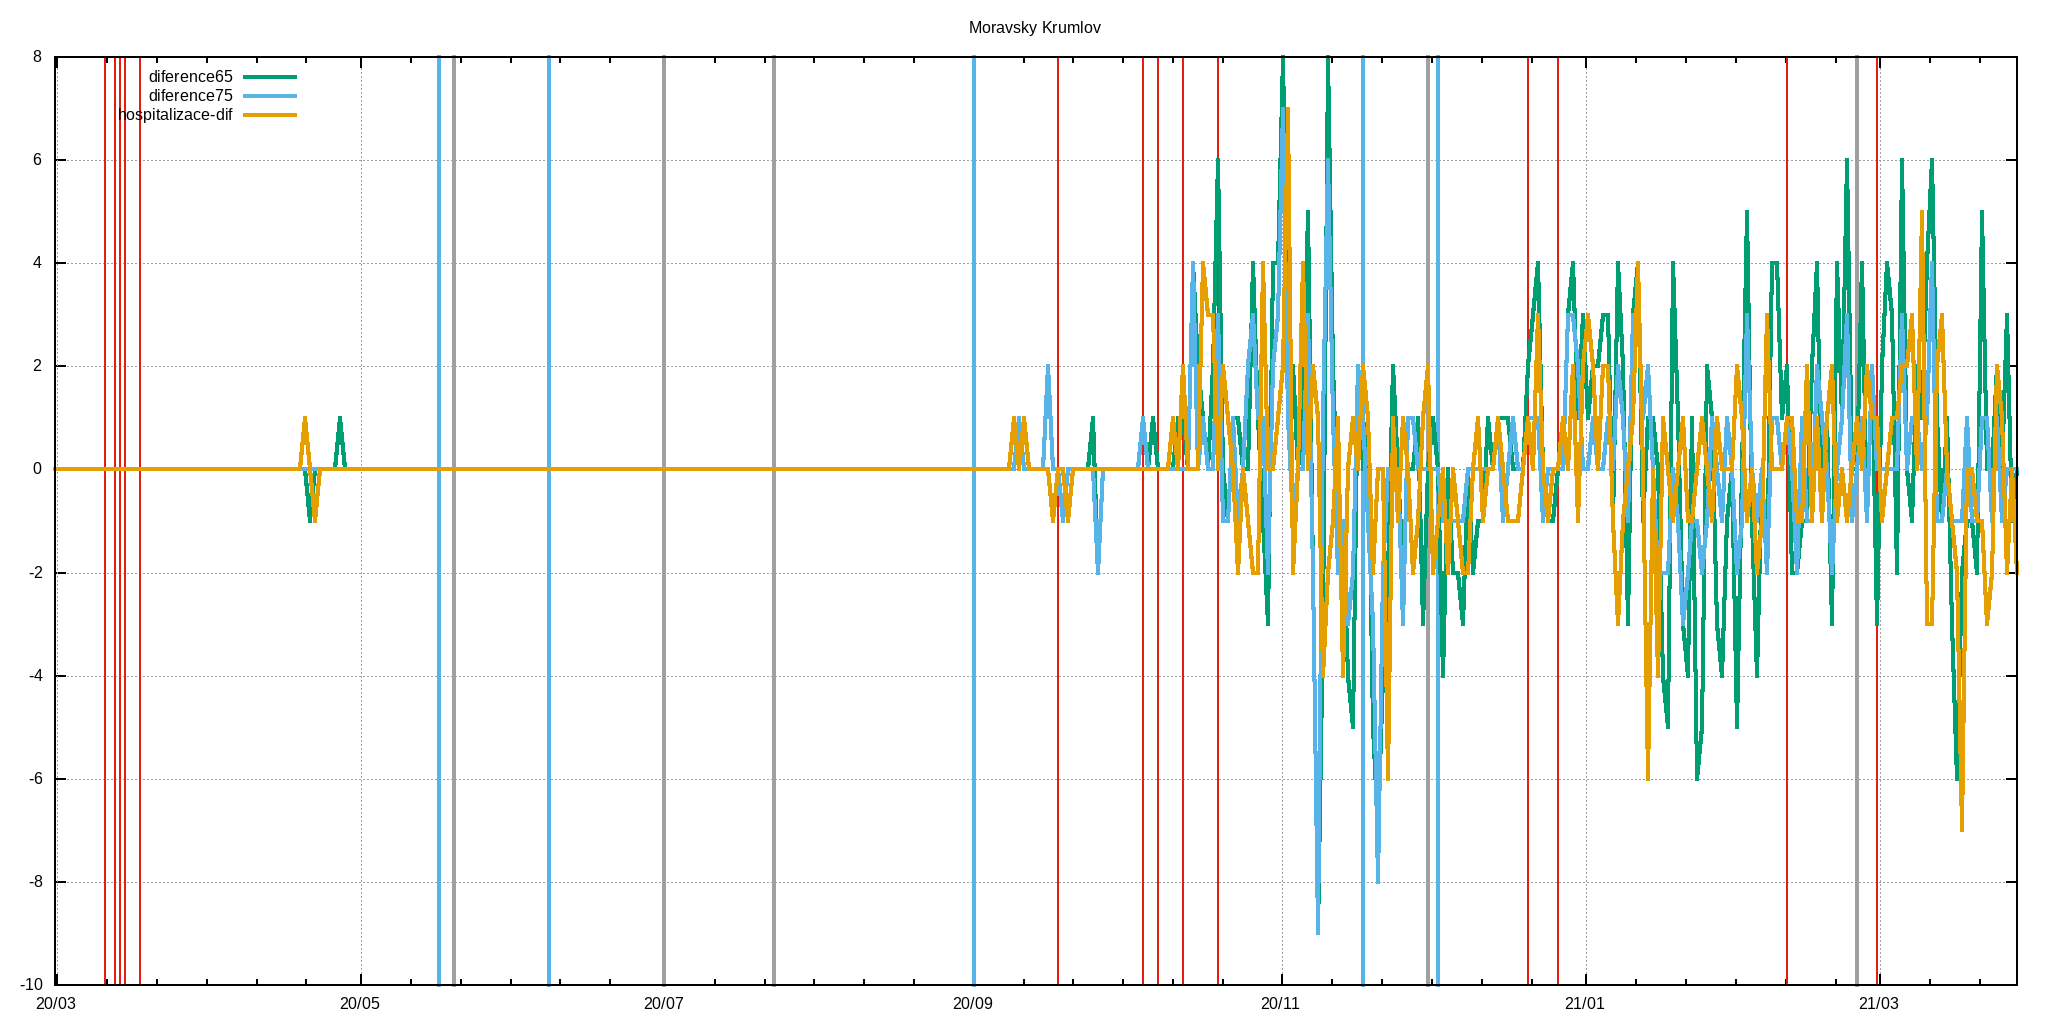 Moravsky Krumlov
diference65
diference75
hospitalizace-dif
8
6
4
2
0
-2
-4
-6
-8
-10
20/03 20/05 20/07 20/09 20/11 21/01 21/03